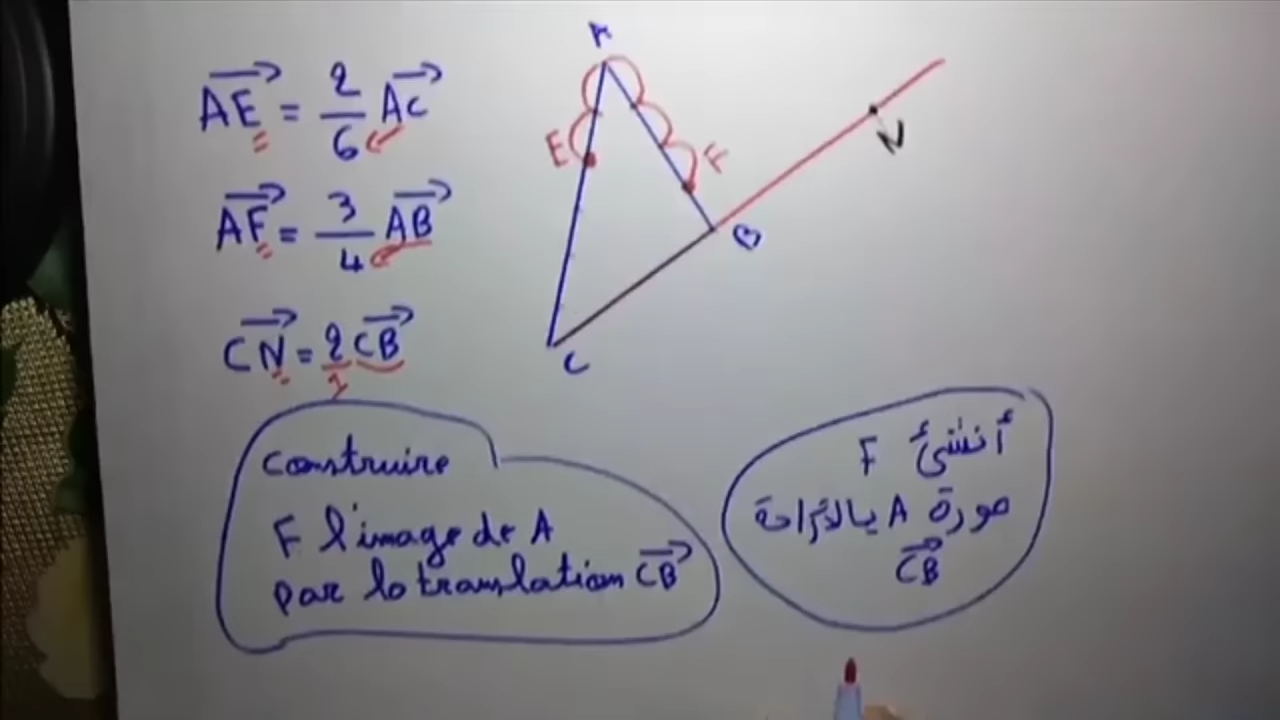 AE = 2/6 AC
AF = 3/4 AB
CN = 2 CB
1
A
E
F
B
N
C
construire
F l'image de A
par la translation CB
أنشئ F
صورة A بالإزاحة
CB